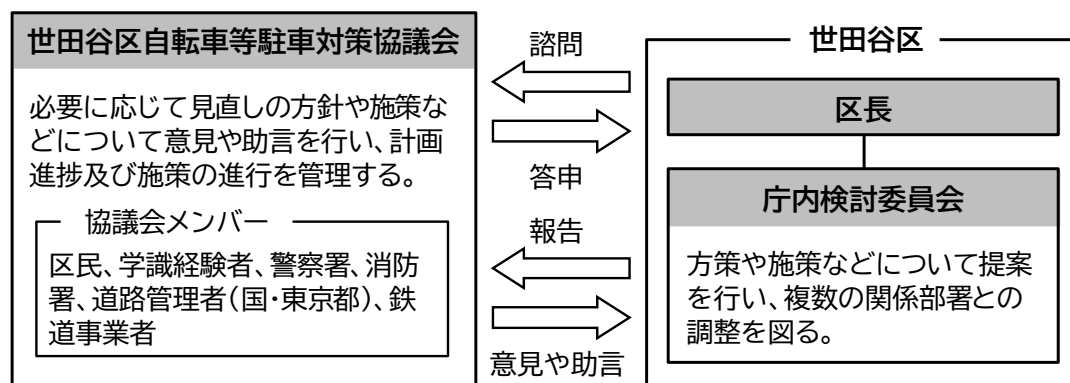 世田谷区自転車等駐車対策協議会
必要に応じて見直しの方針や施策な
どについて意見や助言を行い、計画
進捗及び施策の進行を管理する。
協議会メンバー
区民、学識経験者、警察署、消防
署、道路管理者（国・東京都）、鉄
道事業者
諮問
答申
報告
意見や助言
世田谷区
区長
庁内検討委員会
方策や施策などについて提案
を行い、複数の関係部署との
調整を図る。